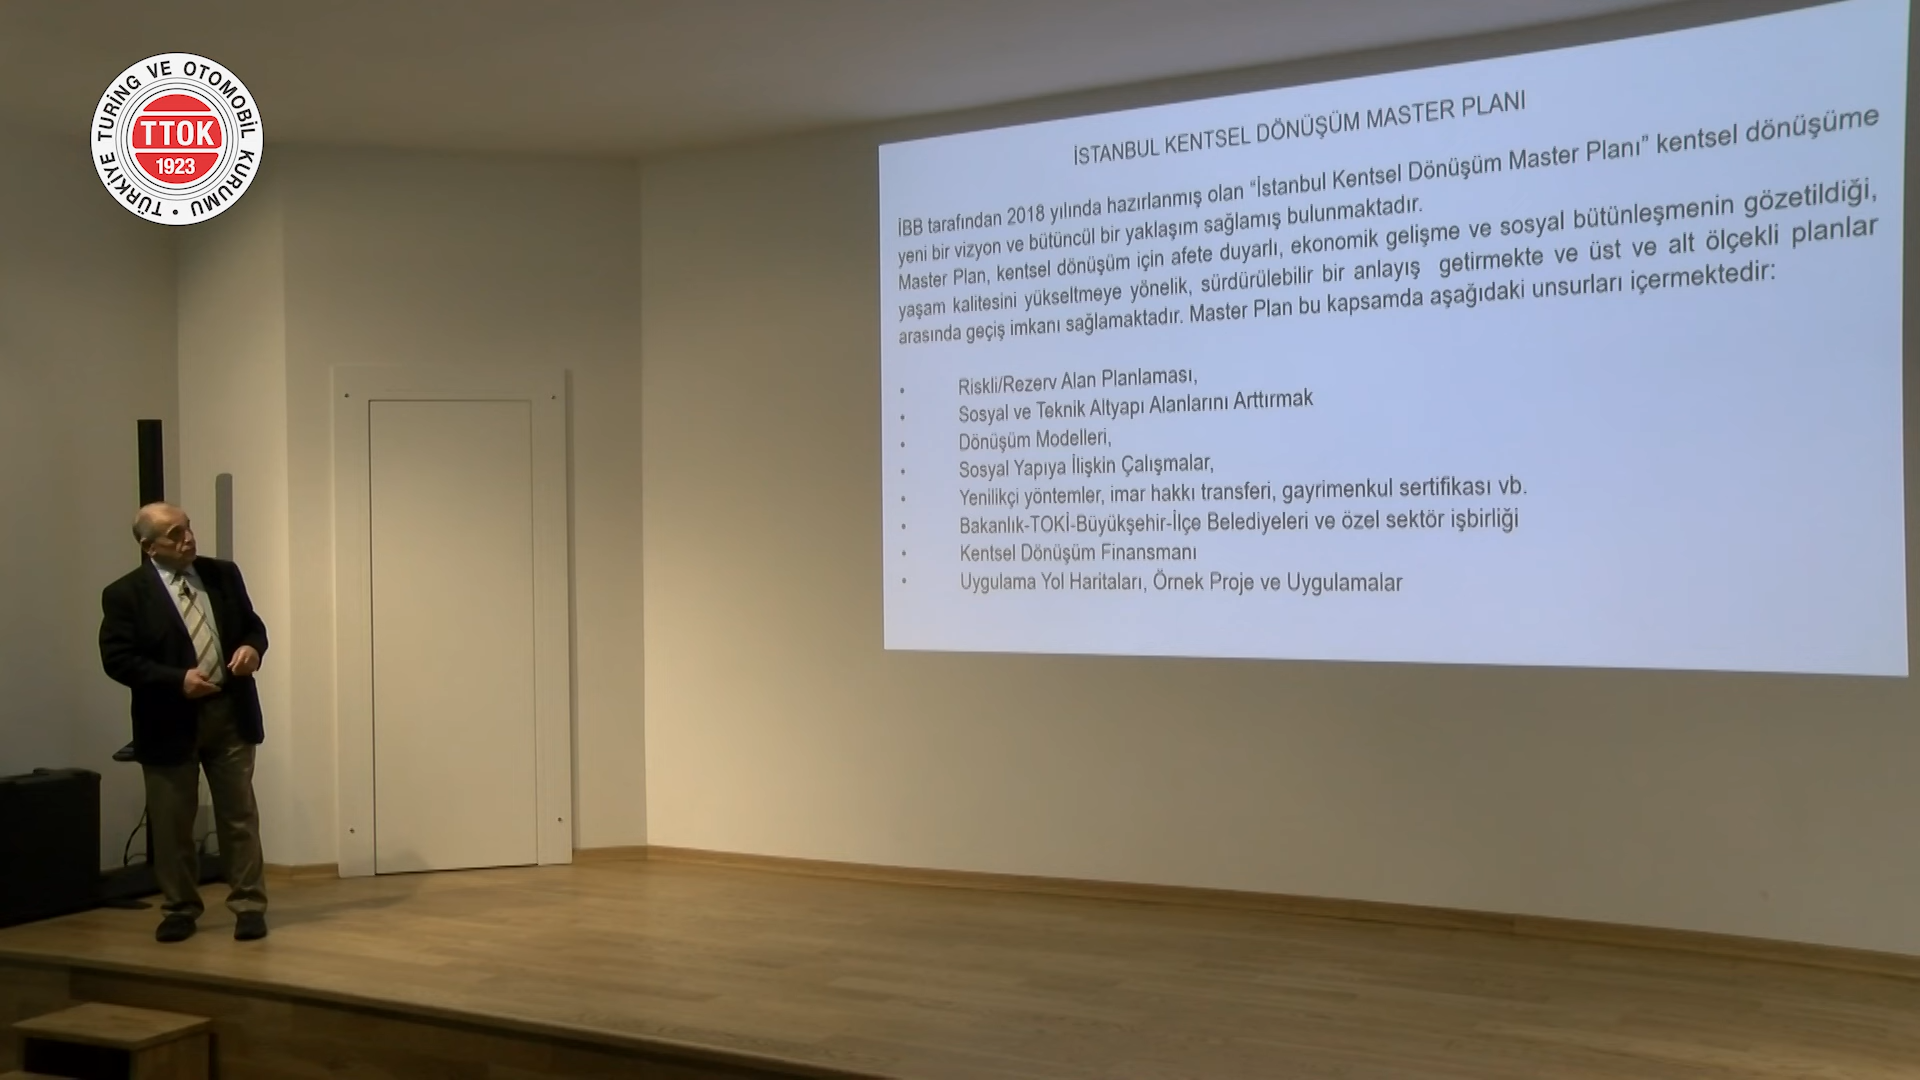 TÜRKİYE TURİNG VE OTOMOBİL KURUMU •
TTOK
1923
İSTANBUL KENTSEL DÖNÜŞÜM MASTER PLANI
İBB tarafından 2018 yılında hazırlanmış olan “İstanbul Kentsel Dönüşüm Master Planı” kentsel dönüşüme
yeni bir vizyon ve bütüncül bir yaklaşım sağlamış bulunmaktadır.
Master Plan, kentsel dönüşüm için afete duyarlı, ekonomik gelişme ve sosyal bütünleşmenin gözetildiği,
yaşam kalitesini yükseltmeye yönelik, sürdürülebilir bir anlayış getirmekte ve üst ve alt ölçekli planlar
arasında geçiş imkanı sağlamaktadır. Master Plan bu kapsamda aşağıdaki unsurları içermektedir:
• Riskli/Rezerv Alan Planlaması,
• Sosyal ve Teknik Altyapı Alanlarını Arttırmak
• Dönüşüm Modelleri,
• Sosyal Yapıya İlişkin Çalışmalar,
• Yenilikçi yöntemler, imar hakkı transferi, gayrimenkul sertifikası vb.
• Bakanlık-TOKİ-Büyükşehir-İlçe Belediyeleri ve özel sektör işbirliği
• Kentsel Dönüşüm Finansmanı
• Uygulama Yol Haritaları, Örnek Proje ve Uygulamalar